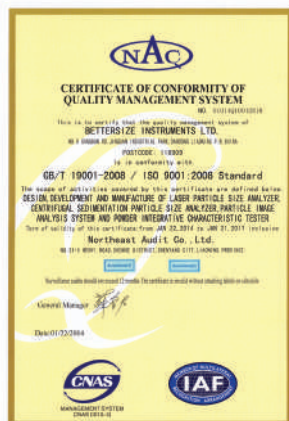 NAC
CERTIFICATE OF CONFORMITY OF
QUALITY MANAGEMENT SYSTEM
This is to certify that the quality management system of
BETTERSIZE INSTRUMENTS LTD.
POSTCODE: 118009
is in conformity with
GB/T 19001-2008 / ISO 9001:2008 Standard
The scope of activities covered by this certificate are defined below
DESIGN, DEVELOPMENT AND MANUFACTURE OF LASER PARTICLE SIZE ANALYZER,
CENTRIFUGAL SEDIMENTATION PARTICLE SIZE ANALYZER, PARTICLE IMAGE
ANALYSIS SYSTEM AND POWDER INTEGRATIVE CHARACTERISTIC TESTER
Term of validity of this certificate: from JAN 22, 2014 to JAN 21, 2017 inclusive
Northeast Audit Co., Ltd.
General Manager
Date: 01/22/2004
CNAS
MANAGEMENT SYSTEM
IAF